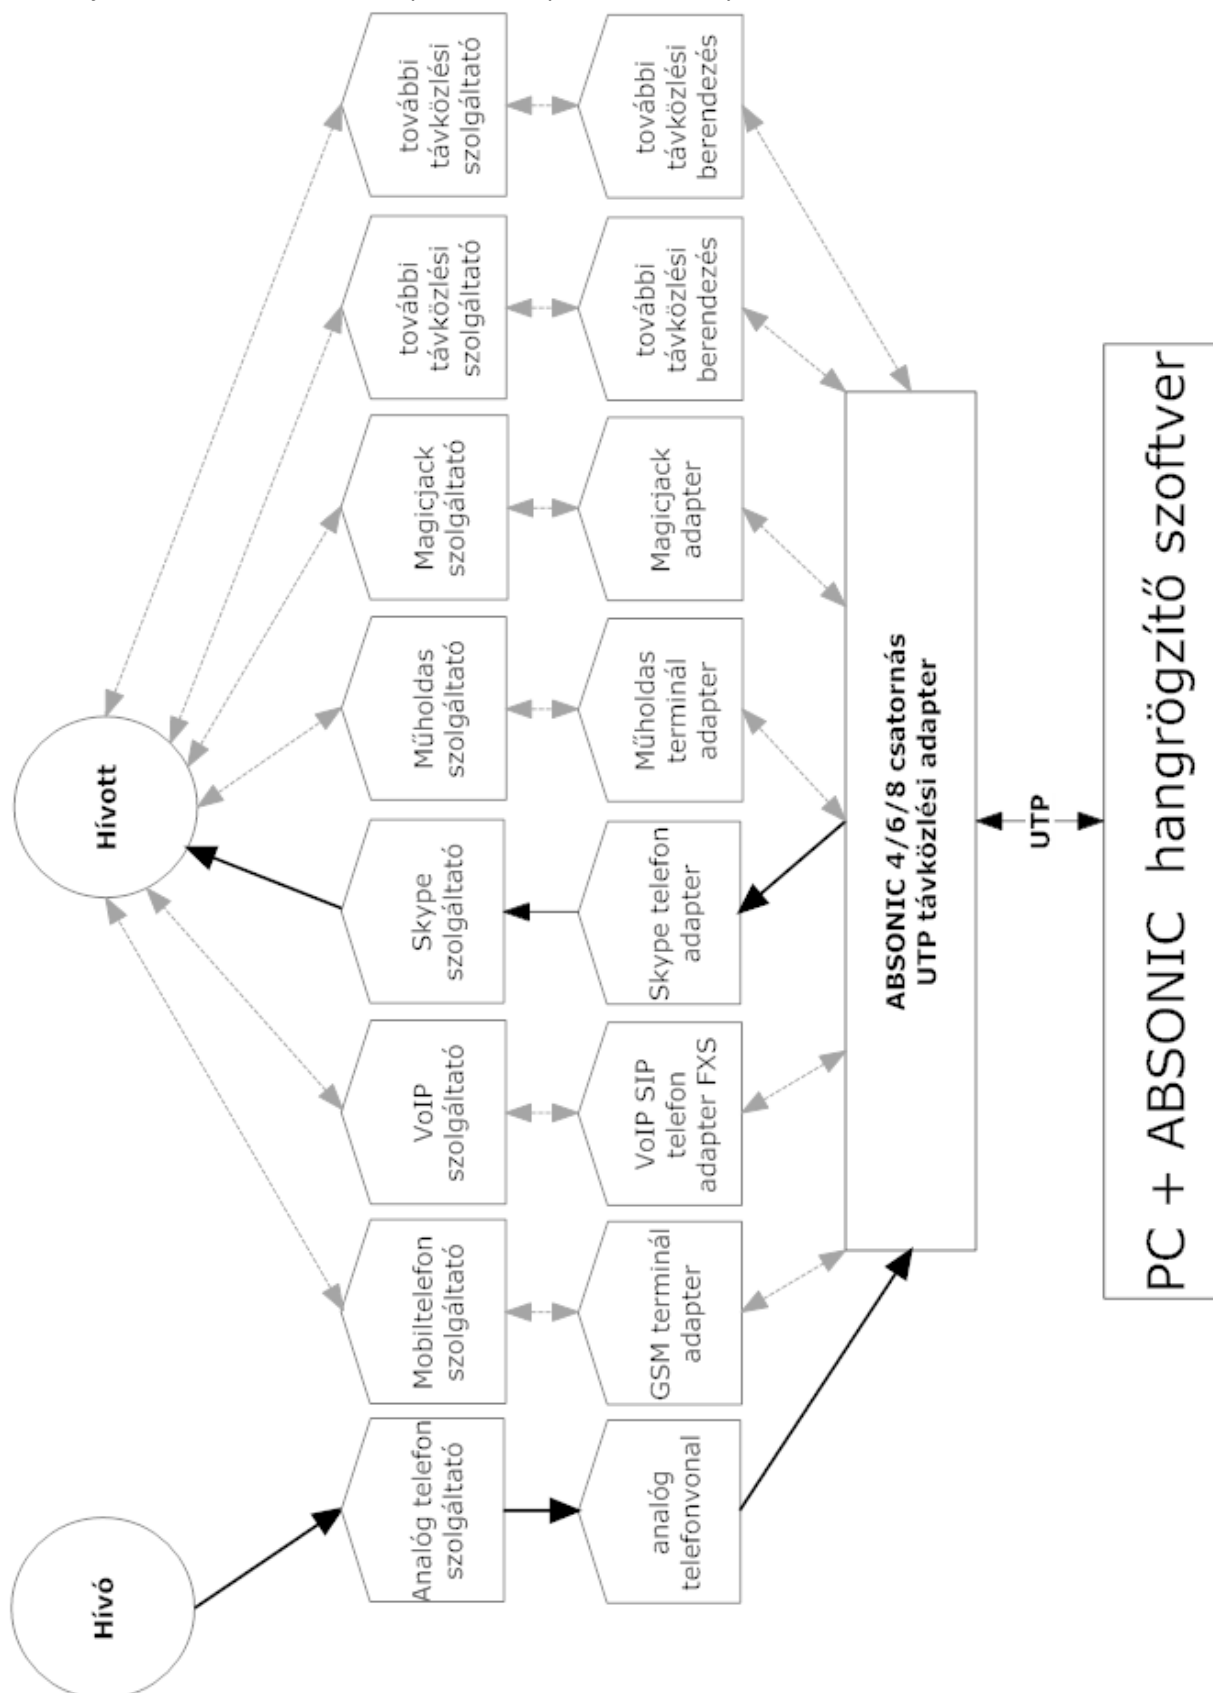 Hívó
Hívott
Analóg telefon
szolgáltató
Mobiltelefon
szolgáltató
VoIP
szolgáltató
Skype
szolgáltató
Műholdas
szolgáltató
Magicjack
szolgáltató
további
távközlési
szolgáltató
további
távközlési
szolgáltató
analóg
telefonvonal
GSM terminál
adapter
VoIP SIP
telefon
adapter FXS
Skype telefon
adapter
Műholdas
terminál
adapter
Magicjack
adapter
további
távközlési
berendezés
további
távközlési
berendezés
ABSONIC 4/6/8 csatornás
UTP távközlési adapter
UTP
PC + ABSONIC hangrögzítő szoftver